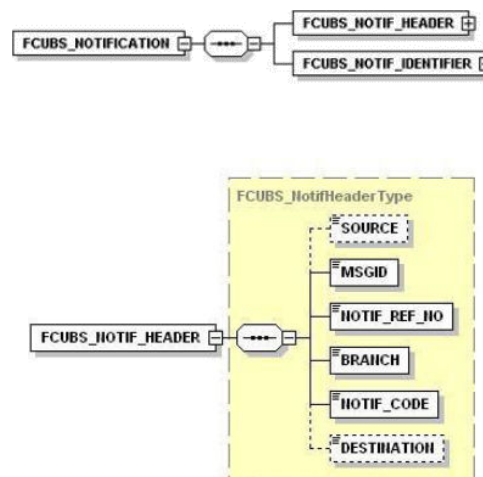 FCUBS_NOTIFICATION
FCUBS_NOTIF_HEADER
FCUBS_NOTIF_IDENTIFIER
FCUBS_NotifHeaderType
SOURCE
MSGID
NOTIF_REF_NO
FCUBS_NOTIF_HEADER
BRANCH
NOTIF_CODE
DESTINATION